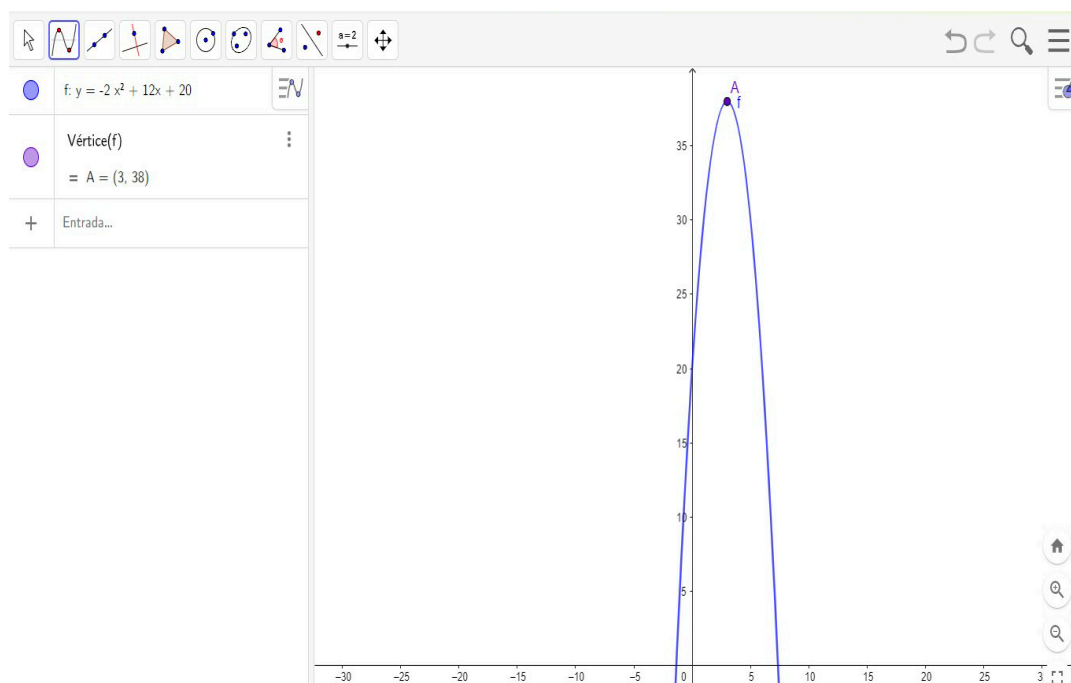 a=2
f: y = -2 x² + 12x + 20
Vértice(f)
= A = (3, 38)
+ Entrada...
A
f
35
30
25
20
15
10
5
−30 −25 −20 −15 −10 −5 0 5 10 15 20 25 3